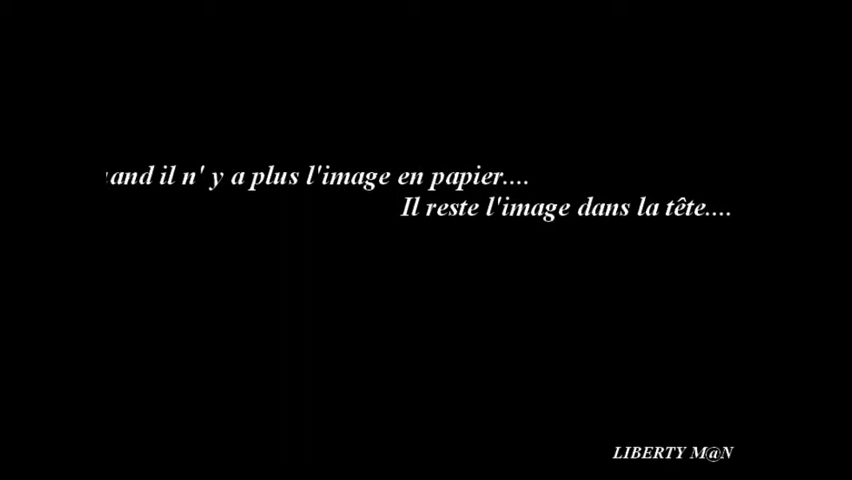 il n' y a plus l'image en papier....
Il reste l'image dans la tête....
LIBERTY M@N